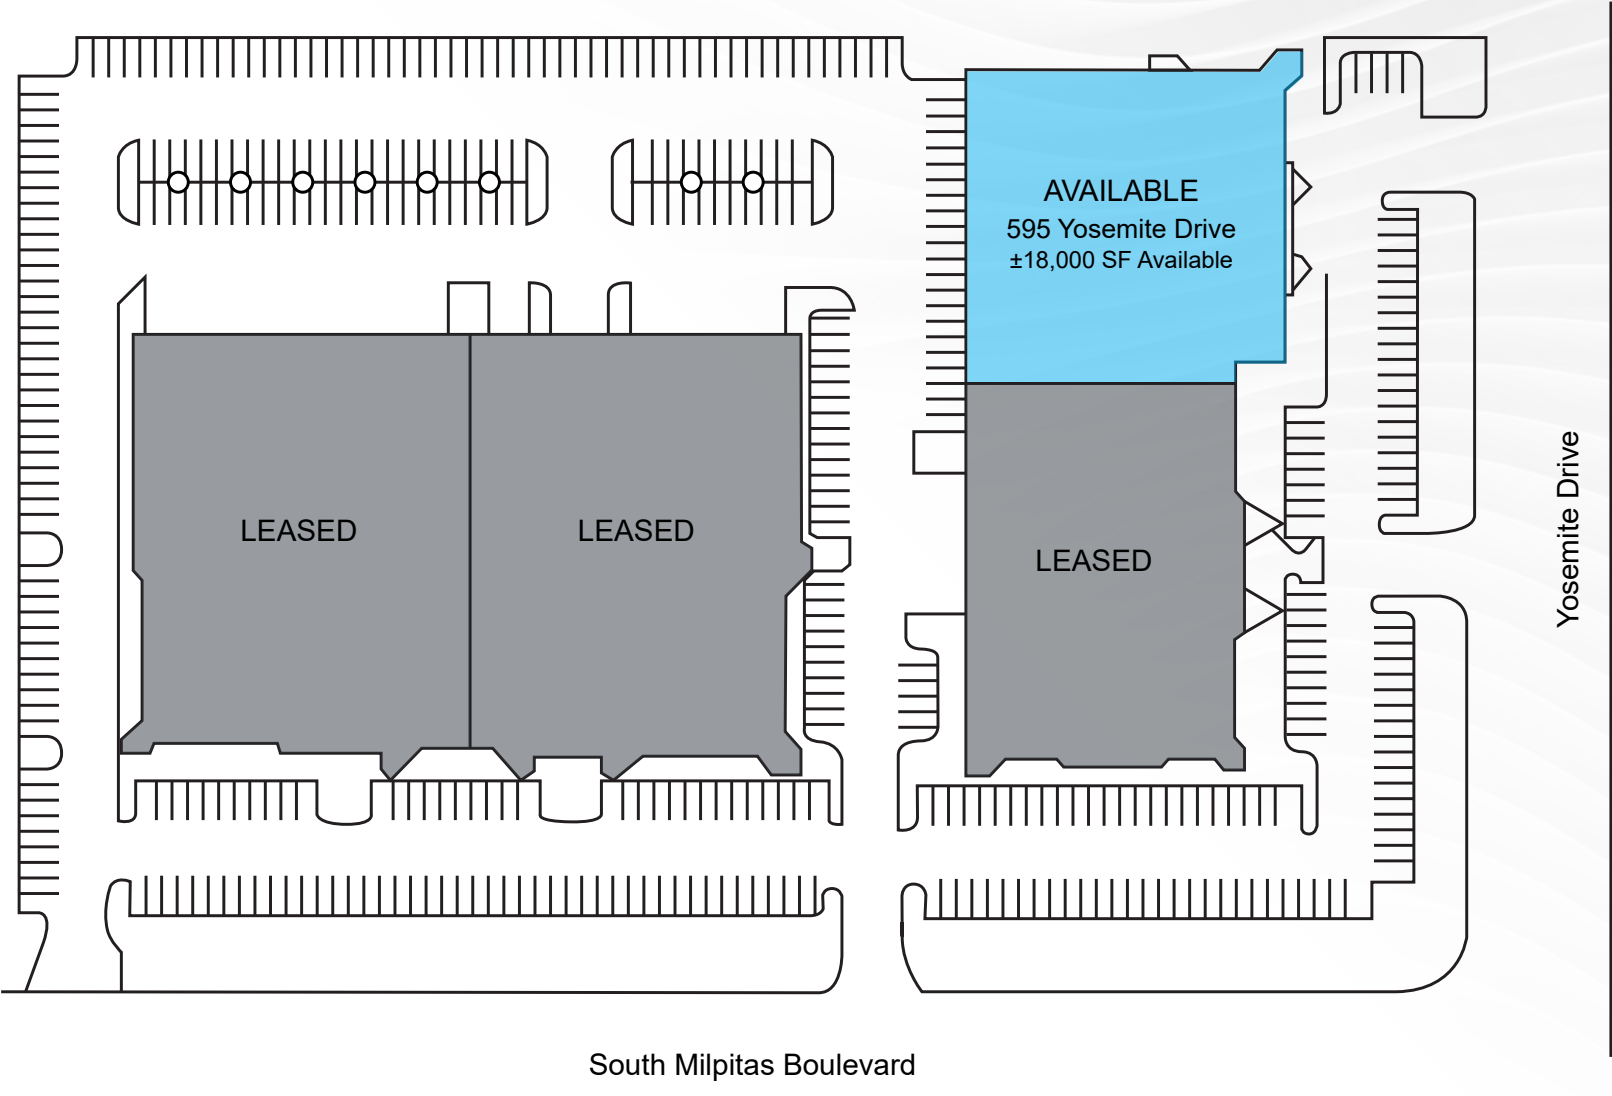 AVAILABLE
595 Yosemite Drive
±18,000 SF Available
LEASED
LEASED
LEASED
Yosemite Drive
South Milpitas Boulevard